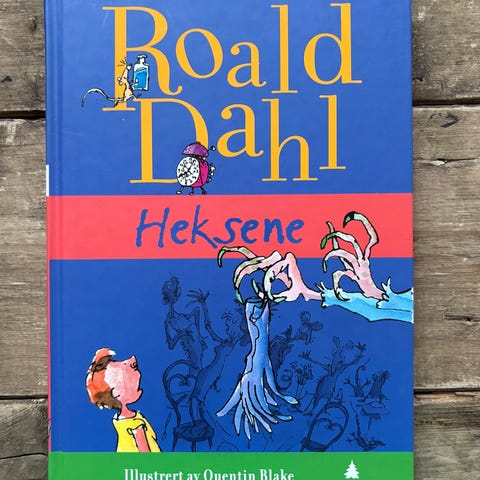 Roald
Dahl
Heksene
Illustrert av Quentin Blake